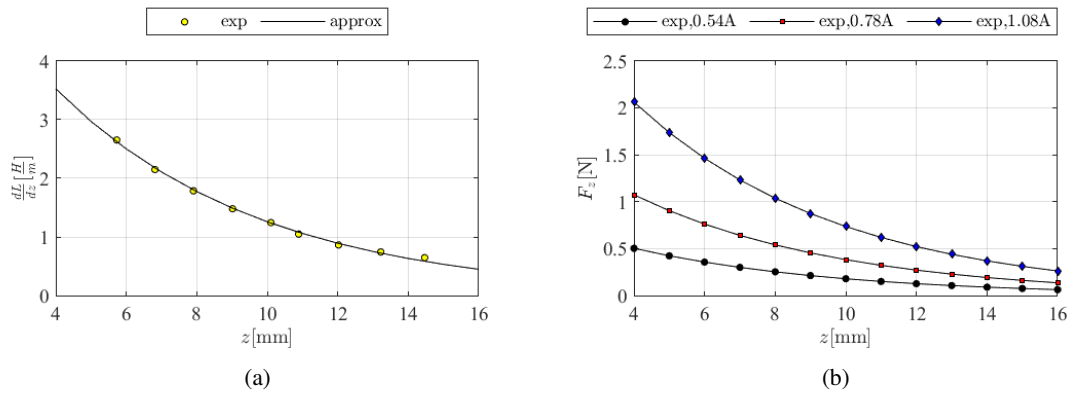 exp approx
4
3
2
1
0
4 6 8 10 12 14 16
dL/dz [H/m]
z[mm]
(a)
exp,0.54A exp,0.78A exp,1.08A
2.5
2
1.5
1
0.5
0
4 6 8 10 12 14 16
F_z[N]
z[mm]
(b)